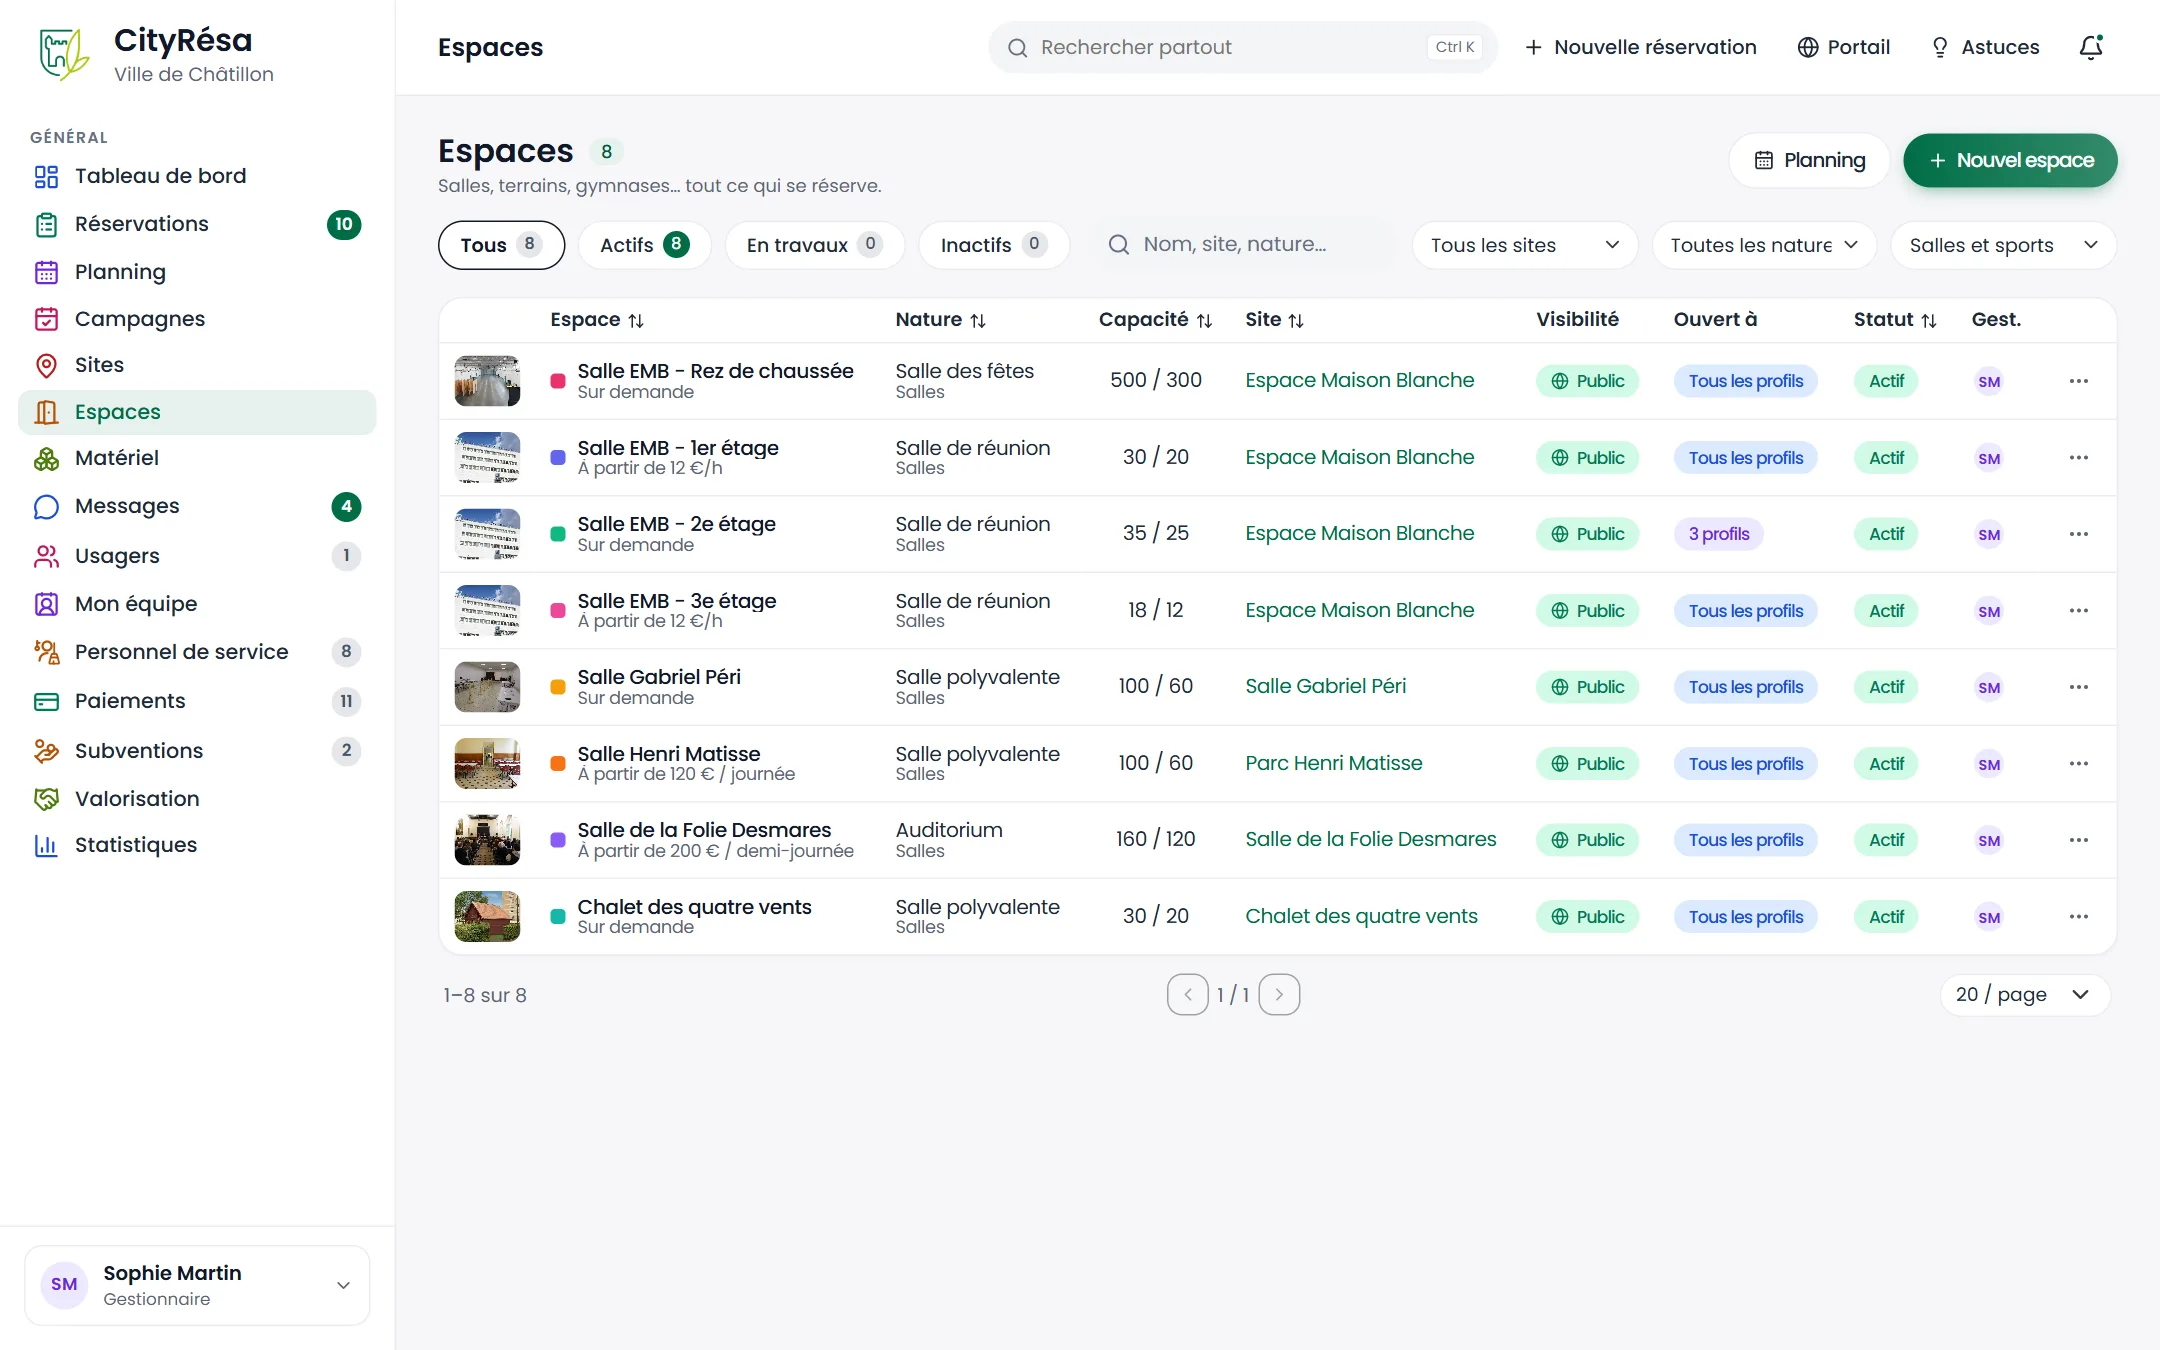 CityRésa
Ville de Châtillon
GÉNÉRAL
Tableau de bord
Réservations 10
Planning
Campagnes
Sites
Espaces
Matériel
Messages 4
Usagers 1
Mon équipe
Personnel de service 8
Paiements 11
Subventions 2
Valorisation
Statistiques
SM
Sophie Martin
Gestionnaire
Espaces
Rechercher partout Ctrl K
Nouvelle réservation
Portail
Astuces
Espaces 8
Salles, terrains, gymnases... tout ce qui se réserve.
Planning
+ Nouvel espace
Tous 8
Actifs 8
En travaux 0
Inactifs 0
Nom, site, nature...
Tous les sites
Toutes les nature
Salles et sports
Espace Nature Capacité Site Visibilité Ouvert à Statut Gest.
Salle EMB - Rez de chaussée Salle des fêtes 500 / 300 Espace Maison Blanche Public Tous les profils Actif SM
Sur demande Salles
Salle EMB - 1er étage Salle de réunion 30 / 20 Espace Maison Blanche Public Tous les profils Actif SM
À partir de 12 €/h Salles
Salle EMB - 2e étage Salle de réunion 35 / 25 Espace Maison Blanche Public 3 profils Actif SM
Sur demande Salles
Salle EMB - 3e étage Salle de réunion 18 / 12 Espace Maison Blanche Public Tous les profils Actif SM
À partir de 12 €/h Salles
Salle Gabriel Péri Salle polyvalente 100 / 60 Salle Gabriel Péri Public Tous les profils Actif SM
Sur demande Salles
Salle Henri Matisse Salle polyvalente 100 / 60 Parc Henri Matisse Public Tous les profils Actif SM
À partir de 120 € / journée Salles
Salle de la Folie Desmares Auditorium 160 / 120 Salle de la Folie Desmares Public Tous les profils Actif SM
À partir de 200 € / demi-journée Salles
Chalet des quatre vents Salle polyvalente 30 / 20 Chalet des quatre vents Public Tous les profils Actif SM
Sur demande Salles
1–8 sur 8
1 / 1
20 / page